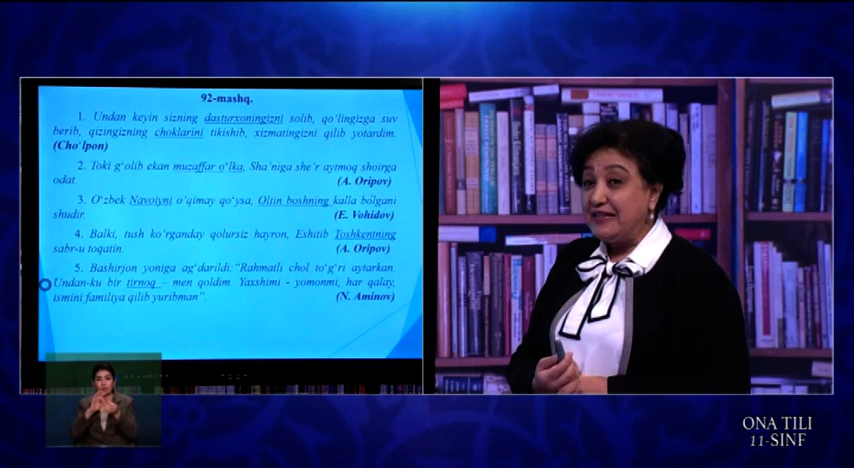 92-mashq.
1. Undan keyin sizning dasturxoningizni solib, qo‘lingizga suv
berib, qizingizning choklarini tikishib, xizmatingizni qilib yotardim.
(Cho‘lpon)
2. Toki g‘olib ekan muzaffar o‘lka, Sha’niga she’r aytmoq shoirga
odat. (A. Oripov)
3. O‘zbek Navoiyni o‘qimay qo‘ysa, Oltin boshning kalla bo‘lgani
shudir. (E. Vohidov)
4. Balki, tush ko‘rganday qolursiz hayron, Eshitib Toshkentning
sabr-u toqatin. (A. Oripov)
5. Bashirjon yoniga ag‘darildi:“Rahmatli chol to‘g‘ri aytarkan.
Undan-ku bir tirnoq – men qoldim. Yaxshimi - yomonmi, har qalay,
ismini familiya qilib yuribman”. (N. Aminov)
ONA TILI
11-SINF